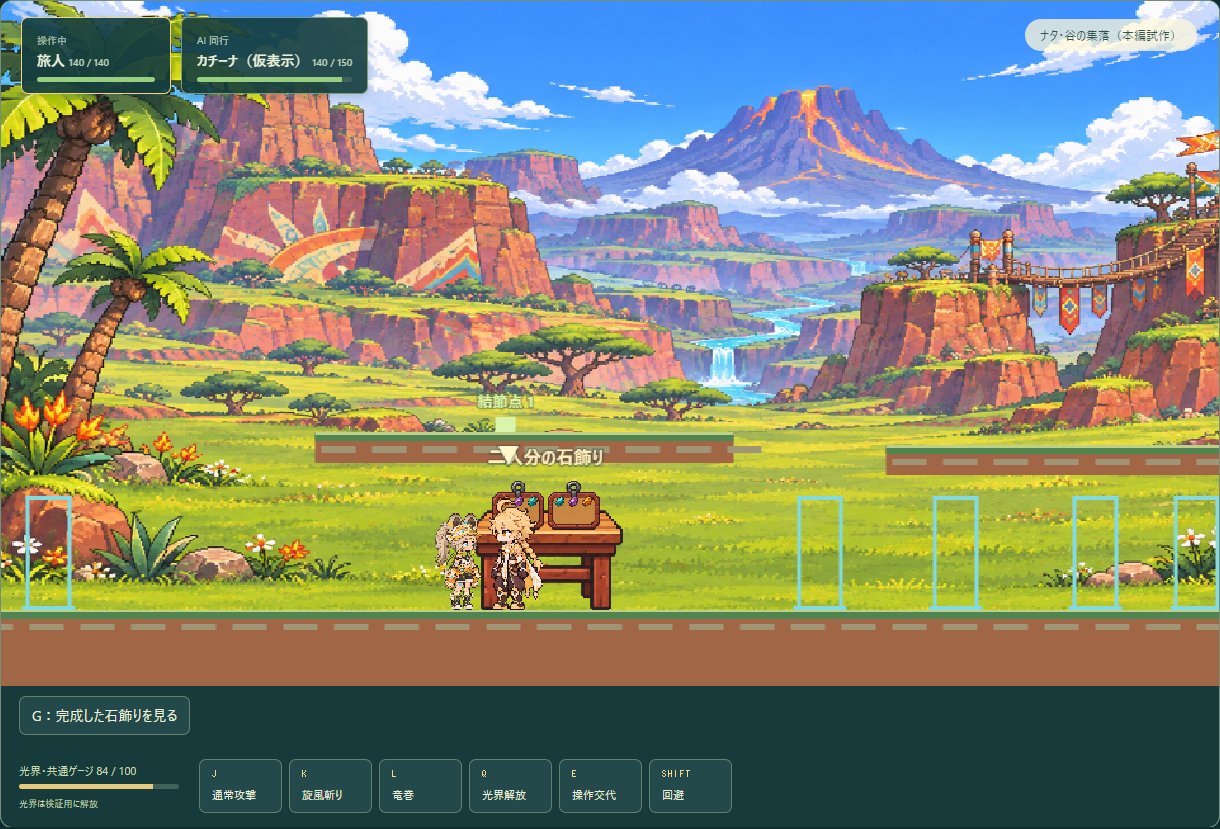 操作中
旅人 140 / 140
AI 同行
カチーナ（仮表示） 140 / 150
ナタ・谷の集落（本編試作）
結節点 1
二人分の石飾り
G：完成した石飾りを見る
光界・共通ゲージ 84 / 100
光界は検証用に解放
J
通常攻撃
K
旋風斬り
L
竜巻
Q
光界解放
E
操作交代
SHIFT
回避